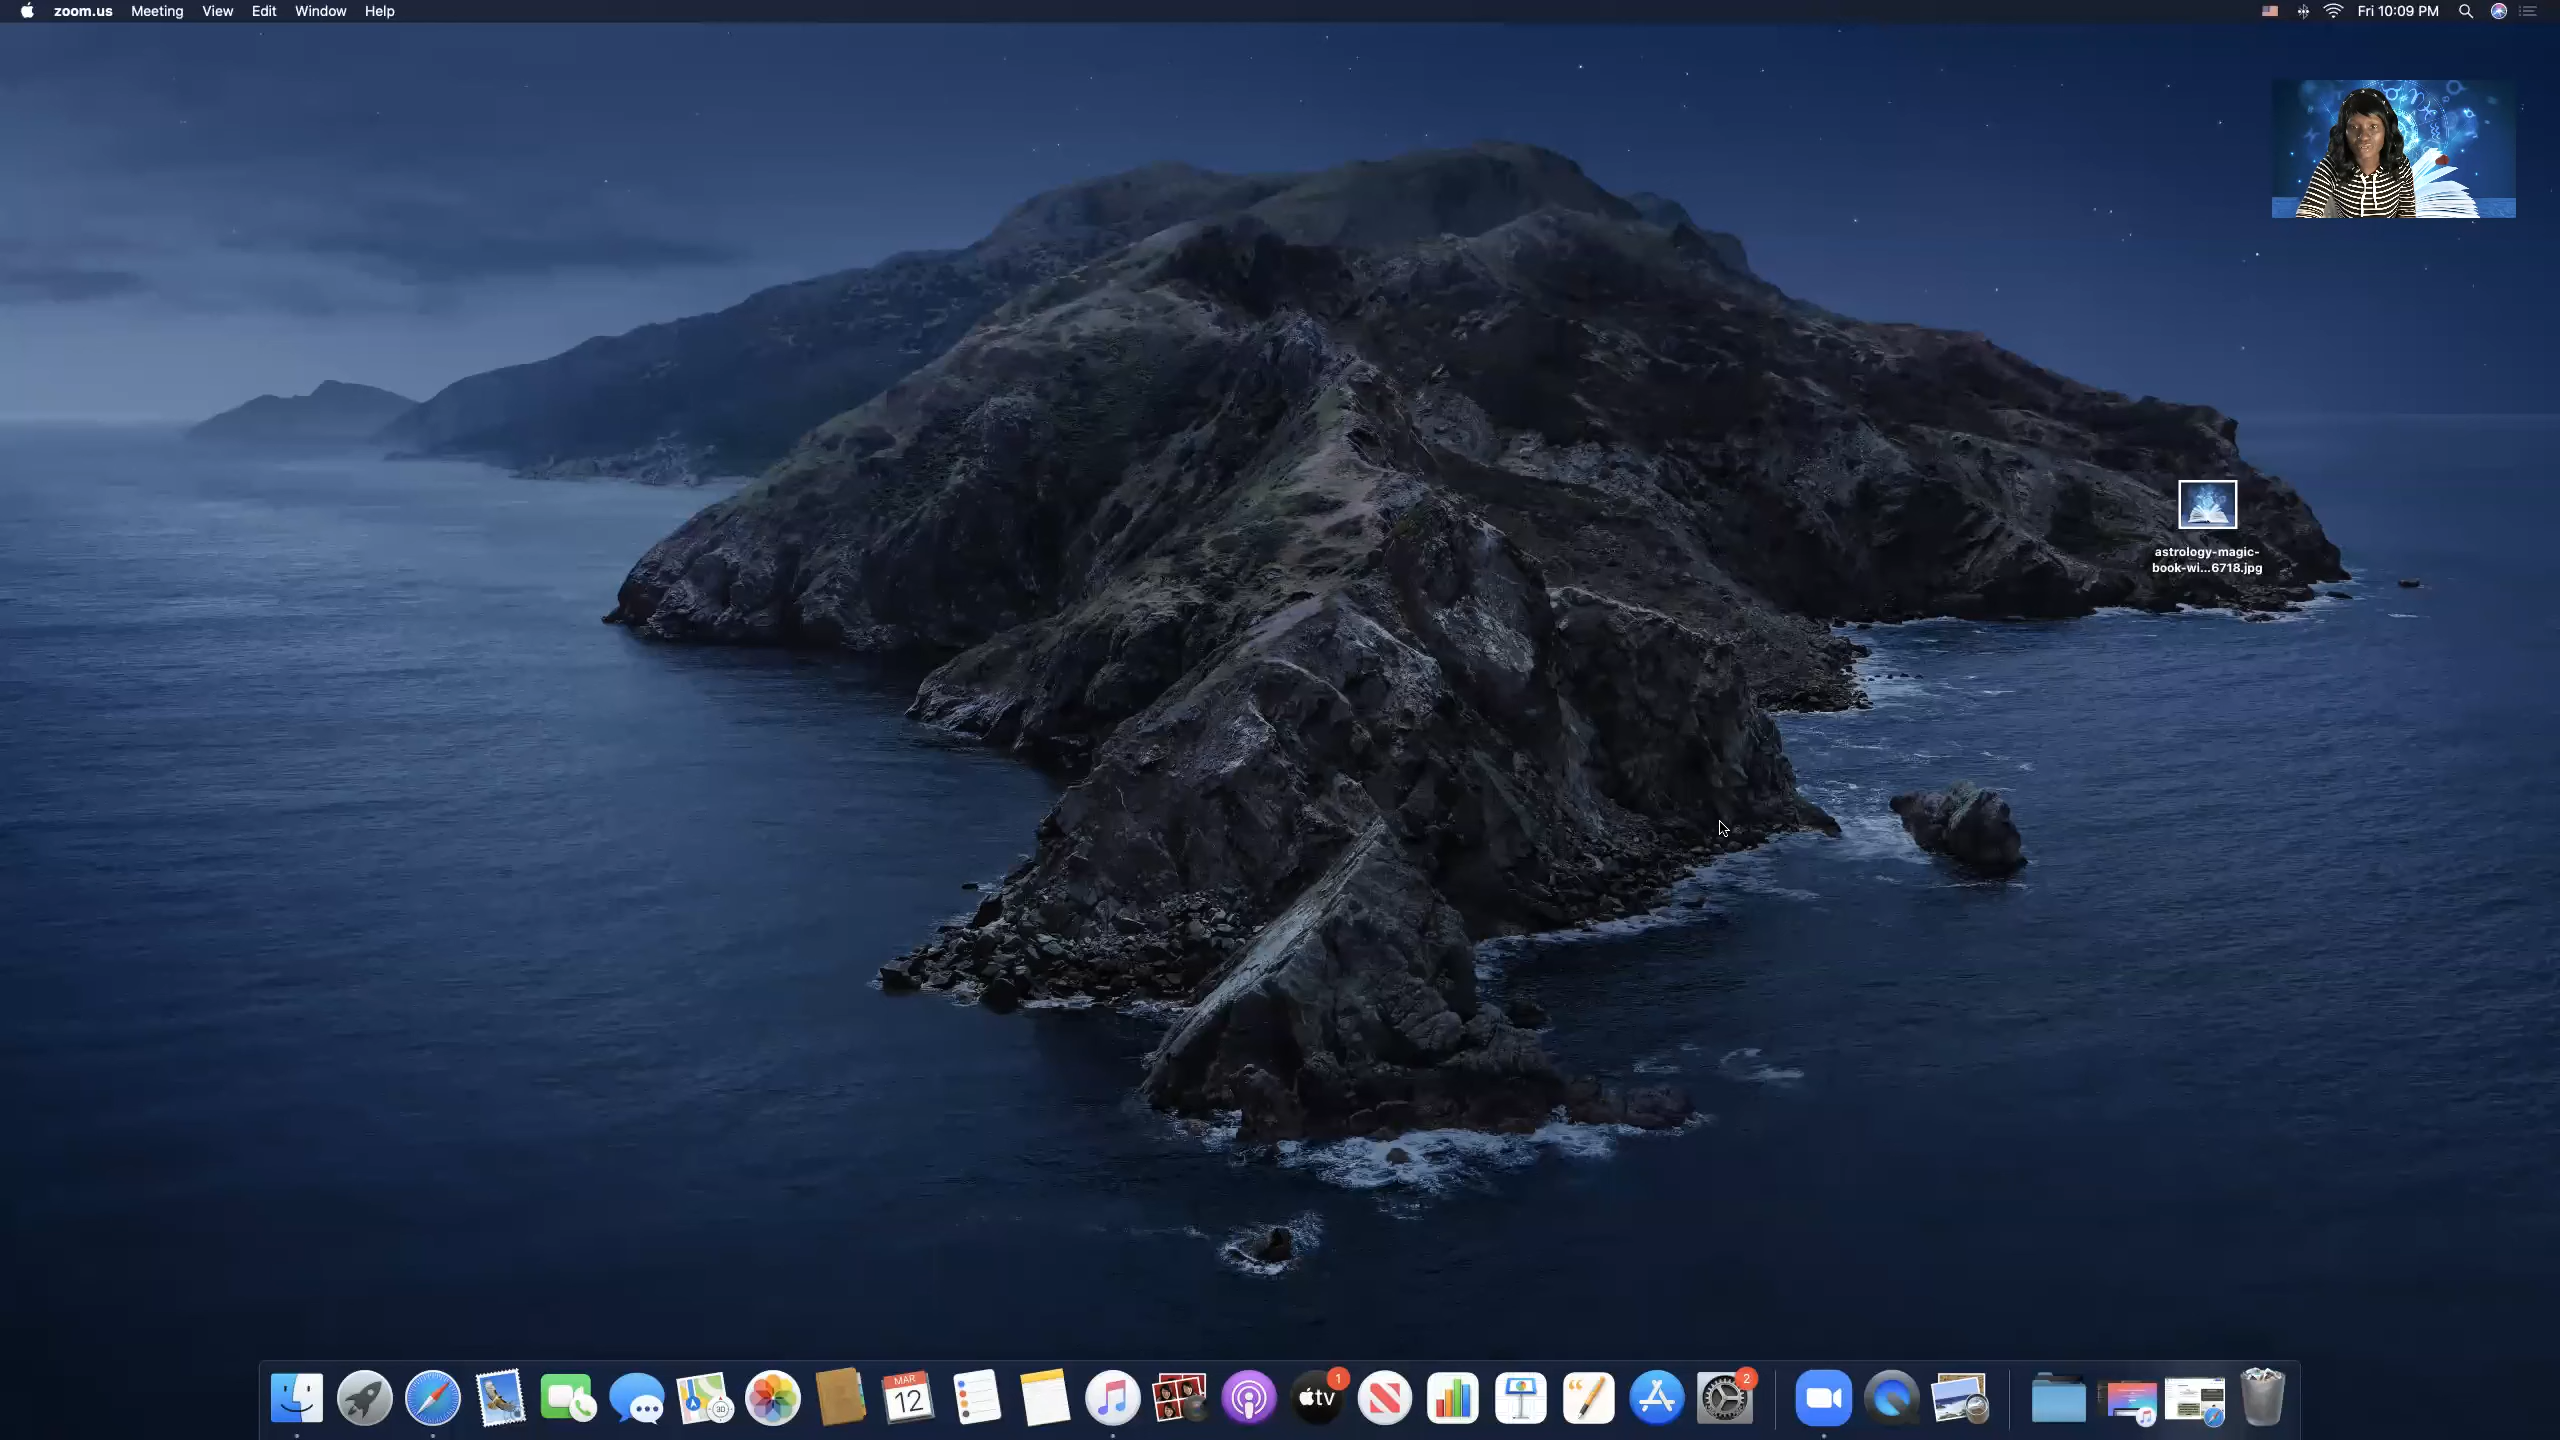 zoom.us Meeting View Edit Window Help
Fri 10:09 PM
astrology-magic-
book-wi...6718.jpg
MAR
12
3D
tv
1
2